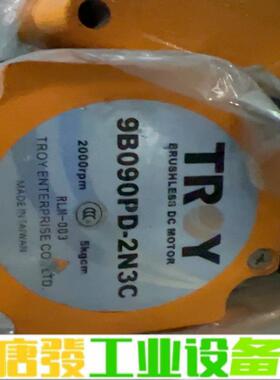 TROY
BRUSHLESS DC MOTOR
9B090PD-2N3C
2000rpm
5kgcm
RLM-003
TROY ENTERPRISE CO., LTD.
MADE IN TAIWAN
唐發工业设备